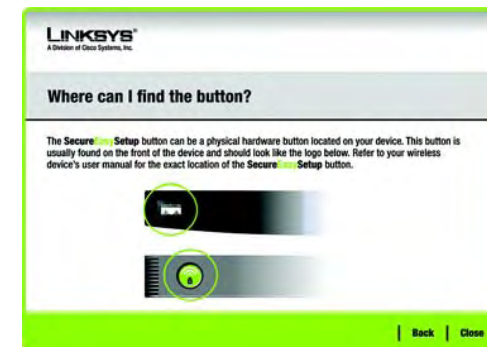 LINKSYS®
A Division of Cisco Systems, Inc.
Where can I find the button?
The SecureEasySetup button can be a physical hardware button located on your device. This button is
usually found on the front of the device and should look like the logo below. Refer to your wireless
device's user manual for the exact location of the SecureEasySetup button.
Back | Close